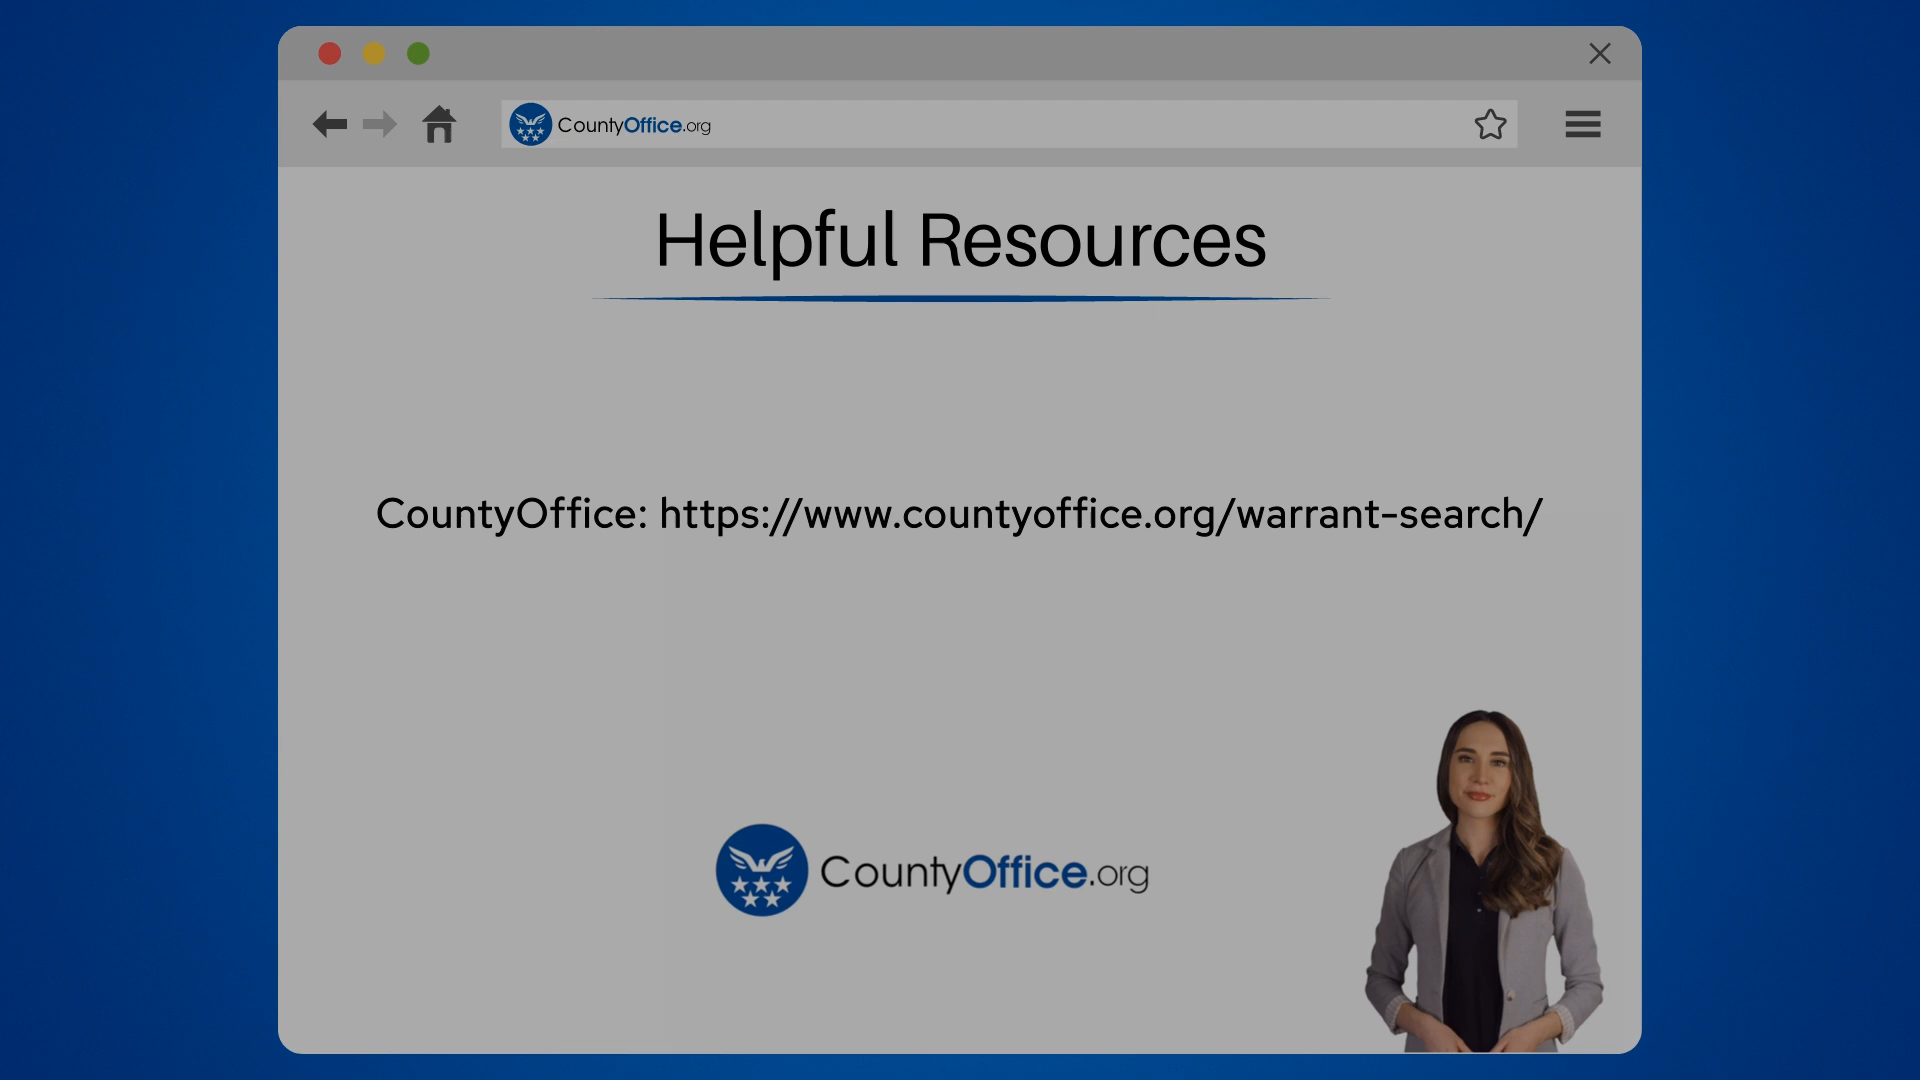 CountyOffice.org
Helpful Resources
CountyOffice: https://www.countyoffice.org/warrant-search/
CountyOffice.org